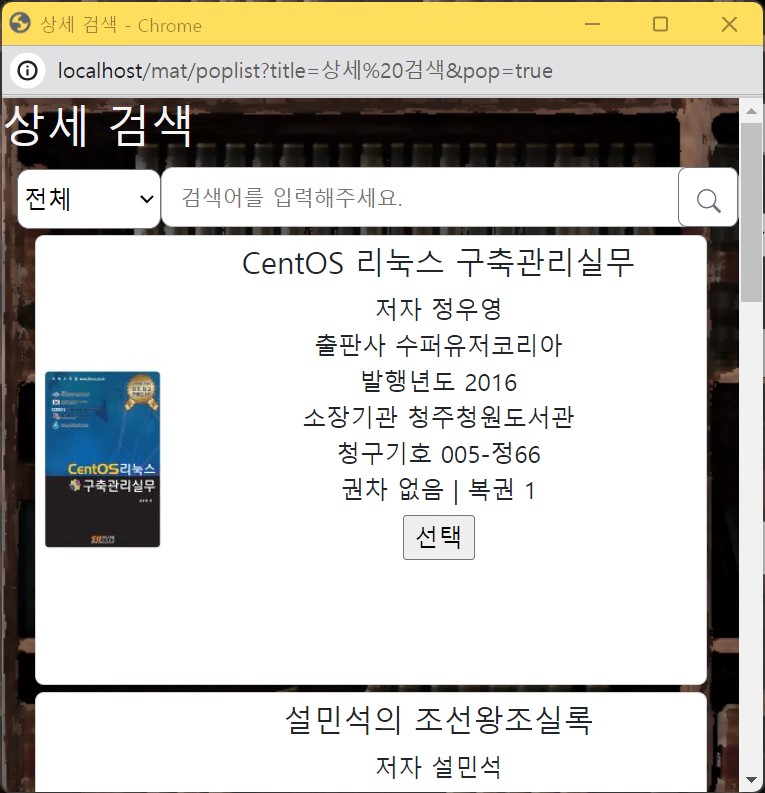 상세 검색 - Chrome
localhost/mat/poplist?title=상세%20검색&pop=true
상세 검색
전체
검색어를 입력해주세요.
CentOS 리눅스 구축관리실무
저자 정우영
출판사 수퍼유저코리아
발행년도 2016
소장기관 청주청원도서관
청구기호 005-정66
권차 없음 | 복권 1
선택
CentOS리눅스
구축관리실무
설민석의 조선왕조실록
저자 설민석